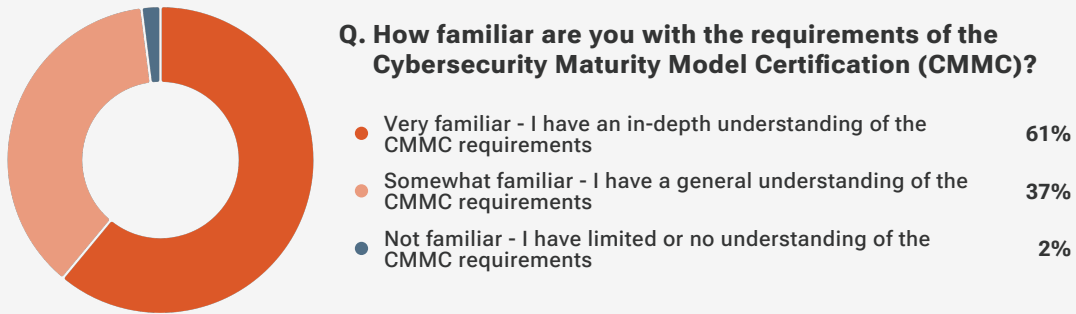 Q. How familiar are you with the requirements of the
Cybersecurity Maturity Model Certification (CMMC)?
Very familiar - I have an in-depth understanding of the
CMMC requirements
61%
Somewhat familiar - I have a general understanding of the
CMMC requirements
37%
Not familiar - I have limited or no understanding of the
CMMC requirements
2%